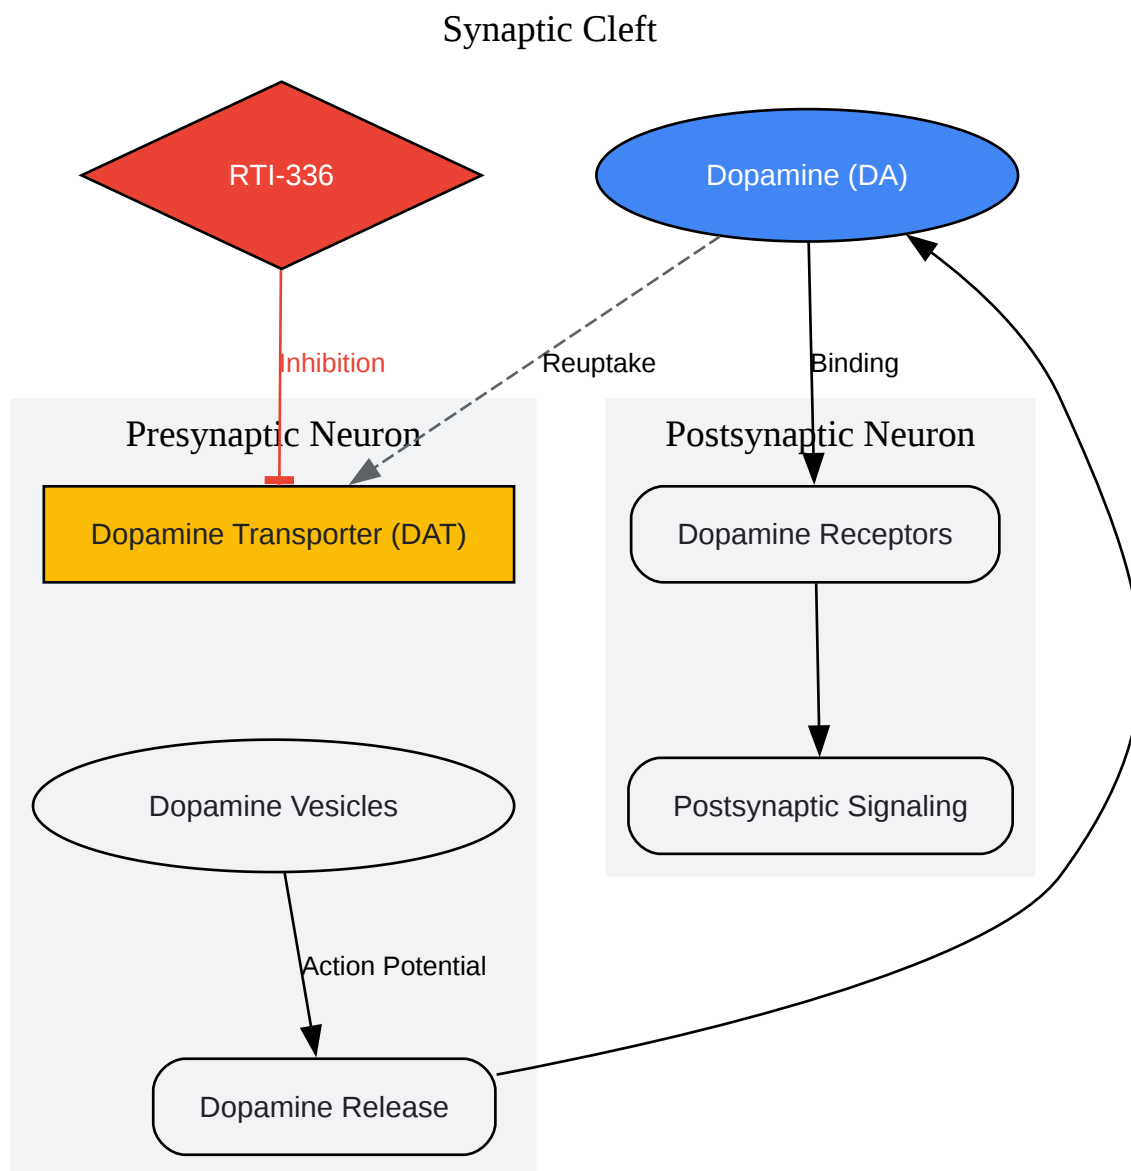 Synaptic Cleft
RTI-336
Dopamine (DA)
Inhibition
Reuptake
Binding
Presynaptic Neuron
Postsynaptic Neuron
Dopamine Transporter (DAT)
Dopamine Receptors
Dopamine Vesicles
Postsynaptic Signaling
Action Potential
Dopamine Release